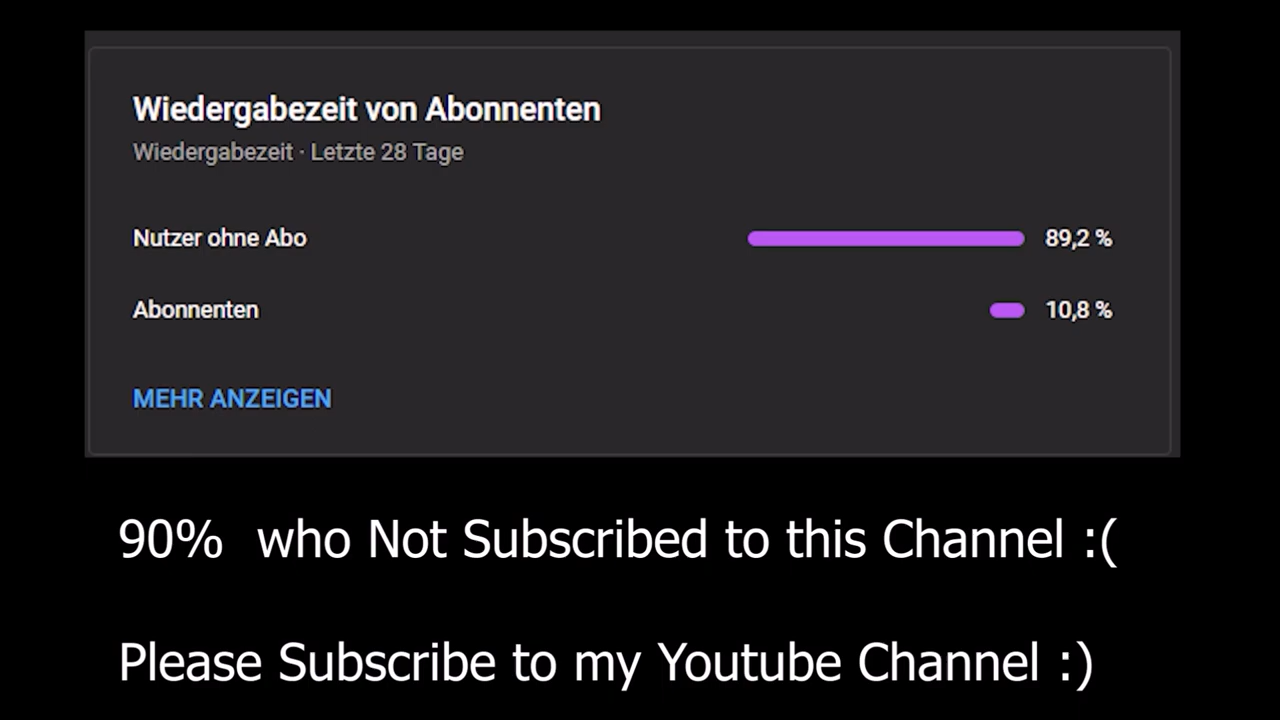 Wiedergabezeit von Abonnenten
Wiedergabezeit · Letzte 28 Tage
Nutzer ohne Abo 89,2 %
Abonnenten 10,8 %
MEHR ANZEIGEN
90% who Not Subscribed to this Channel :(
Please Subscribe to my Youtube Channel :)